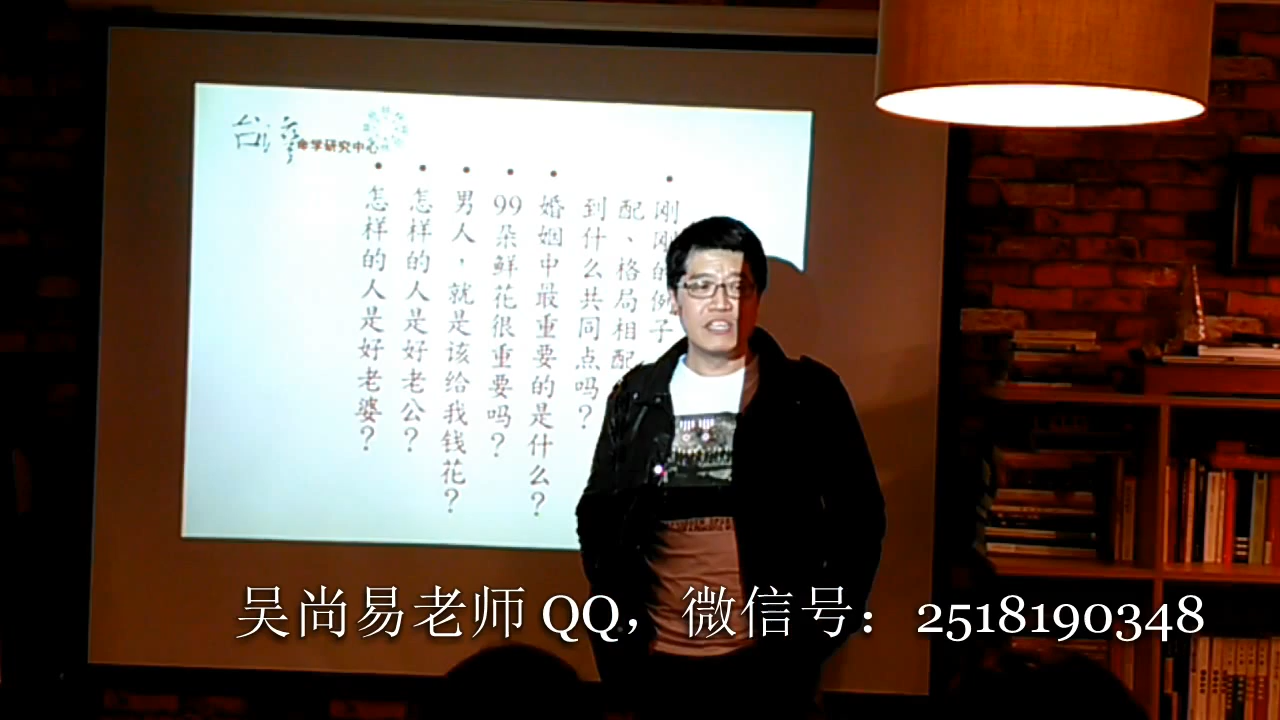 台湾
命学研究中心
刚刚的例子
配、格局相配
到什么共同点吗？
婚姻中最重要的是什么？
99朵鲜花很重要吗？
男人，就是该给我钱花？
怎样的人是好老公？
怎样的人是好老婆？
吴尚易老师 QQ，微信号：2518190348